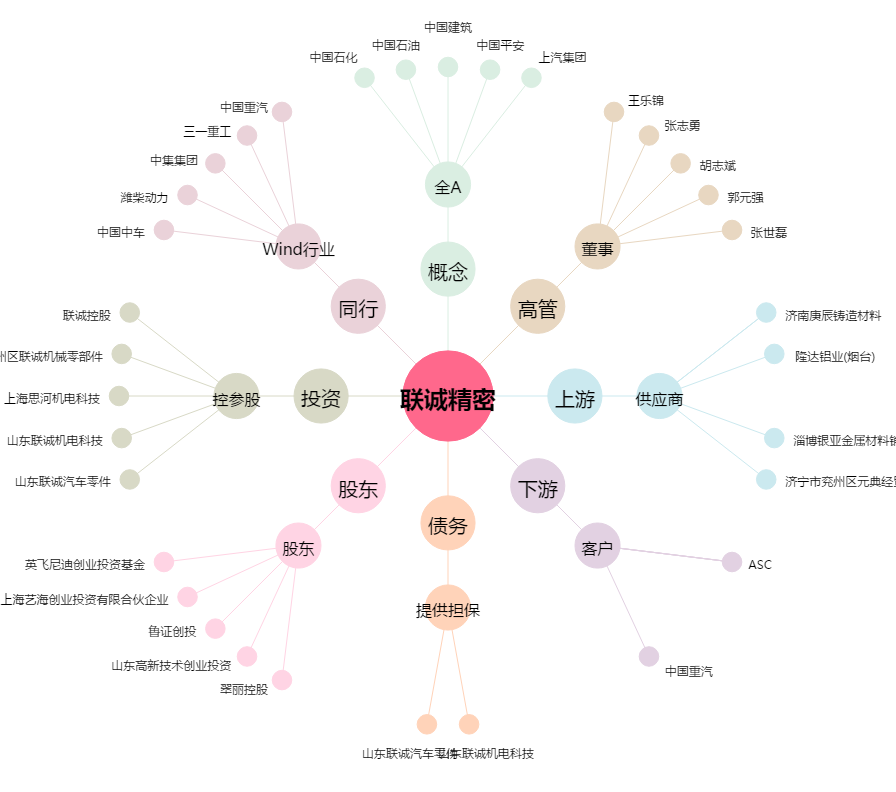 中国建筑
中国石油
中国平安
中国石化
上汽集团
王乐锦
中国重汽
张志勇
三一重工
中集集团
胡志斌
全A
潍柴动力
郭元强
中国中车
张世磊
Wind行业
董事
概念
同行
高管
联诚控股
济南庚辰铸造材料
州区联诚机械零部件
隆达铝业(烟台)
上海思河机电科技
控参股
投资
联诚精密
上游
供应商
山东联诚机电科技
淄博银亚金属材料销
山东联诚汽车零件
济宁市兖州区元典经贸
股东
下游
债务
股东
客户
英飞尼迪创业投资基金
ASC
上海艺海创业投资有限合伙企业
提供担保
鲁证创投
山东高新技术创业投资
中国重汽
翠丽控股
山东联诚汽车零件
山东联诚机电科技